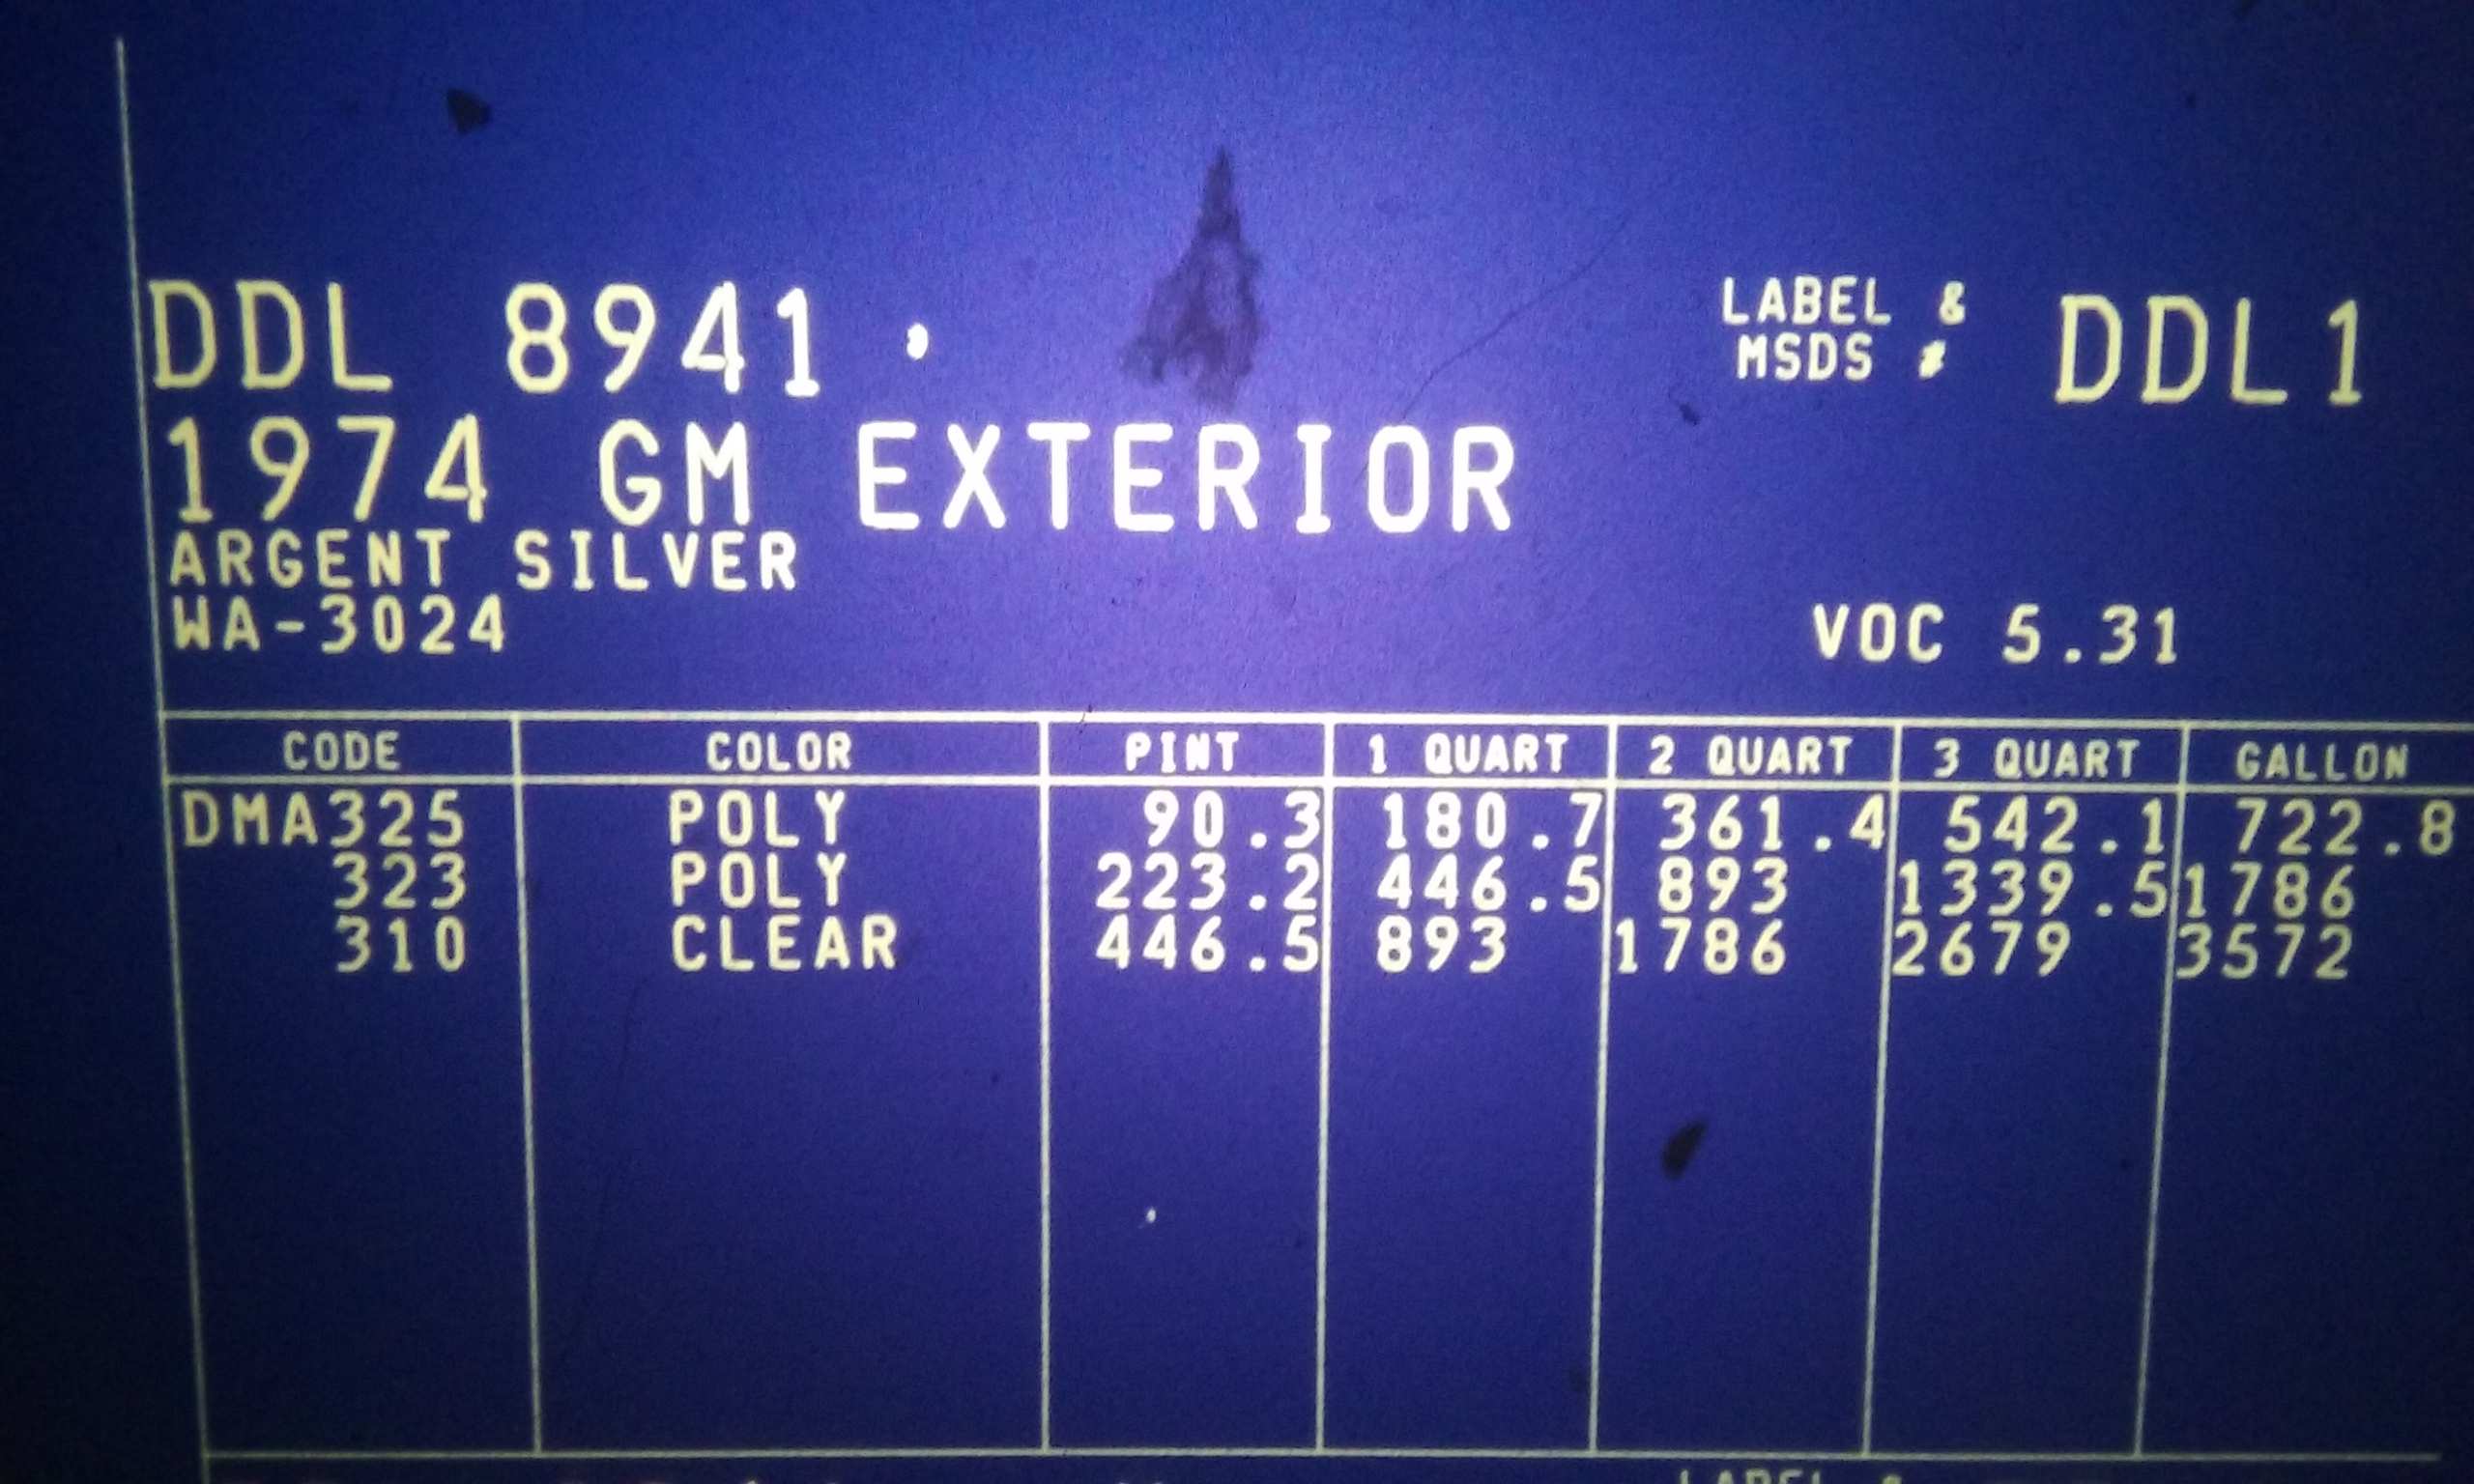 DDL 8941
LABEL &
MSDS #
DDL1
1974 GM EXTERIOR
ARGENT SILVER
WA-3024
VOC 5.31
CODE COLOR PINT 1 QUART 2 QUART 3 QUART GALLON
DMA325 POLY 90.3 180.7 361.4 542.1 722.8
323 POLY 223.2 446.5 893 1339.5 1786
310 CLEAR 446.5 893 1786 2679 3572
LABEL &